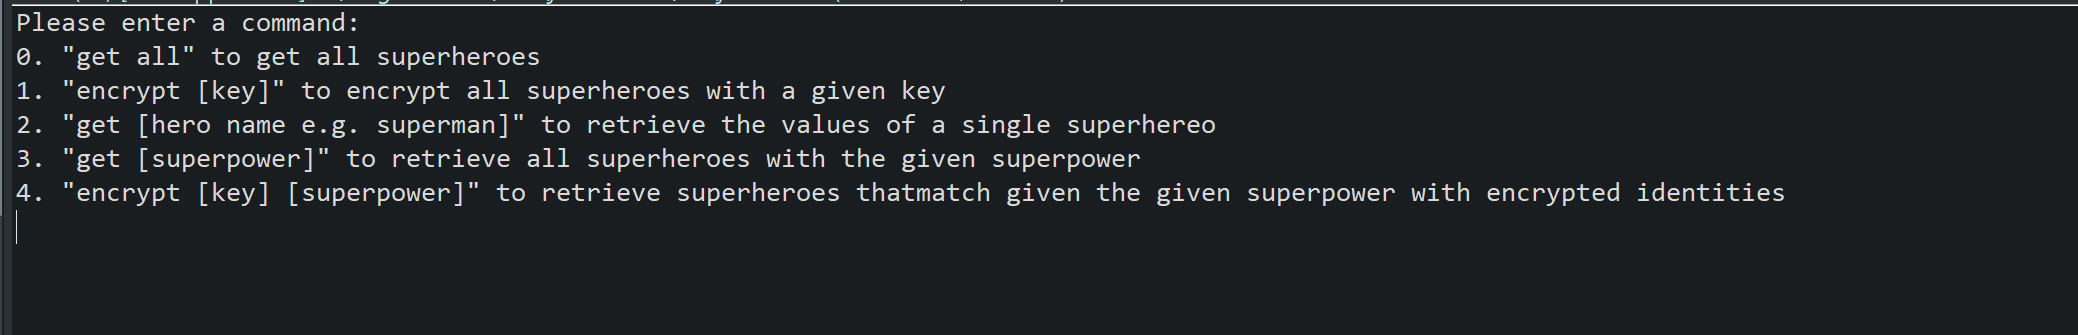 Please enter a command:
0. "get all" to get all superheroes
1. "encrypt [key]" to encrypt all superheroes with a given key
2. "get [hero name e.g. superman]" to retrieve the values of a single superhereo
3. "get [superpower]" to retrieve all superheroes with the given superpower
4. "encrypt [key] [superpower]" to retrieve superheroes thatmatch given the given superpower with encrypted identities